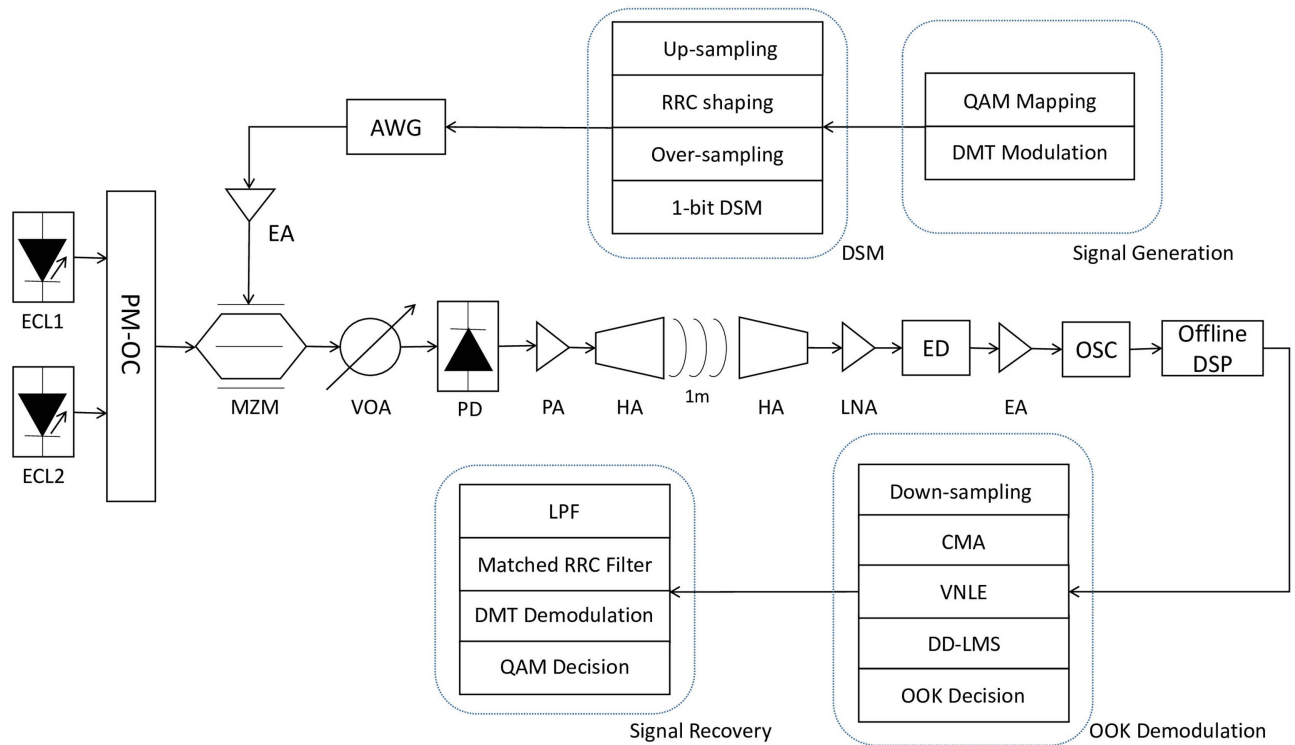 Up-sampling
RRC shaping
Over-sampling
1-bit DSM
DSM
QAM Mapping
DMT Modulation
Signal Generation
AWG
EA
ECL1
ECL2
PM-OC
MZM
VOA
PD
PA
HA
1m
HA
LNA
ED
EA
OSC
Offline
DSP
Down-sampling
CMA
VNLE
DD-LMS
OOK Decision
OOK Demodulation
LPF
Matched RRC Filter
DMT Demodulation
QAM Decision
Signal Recovery